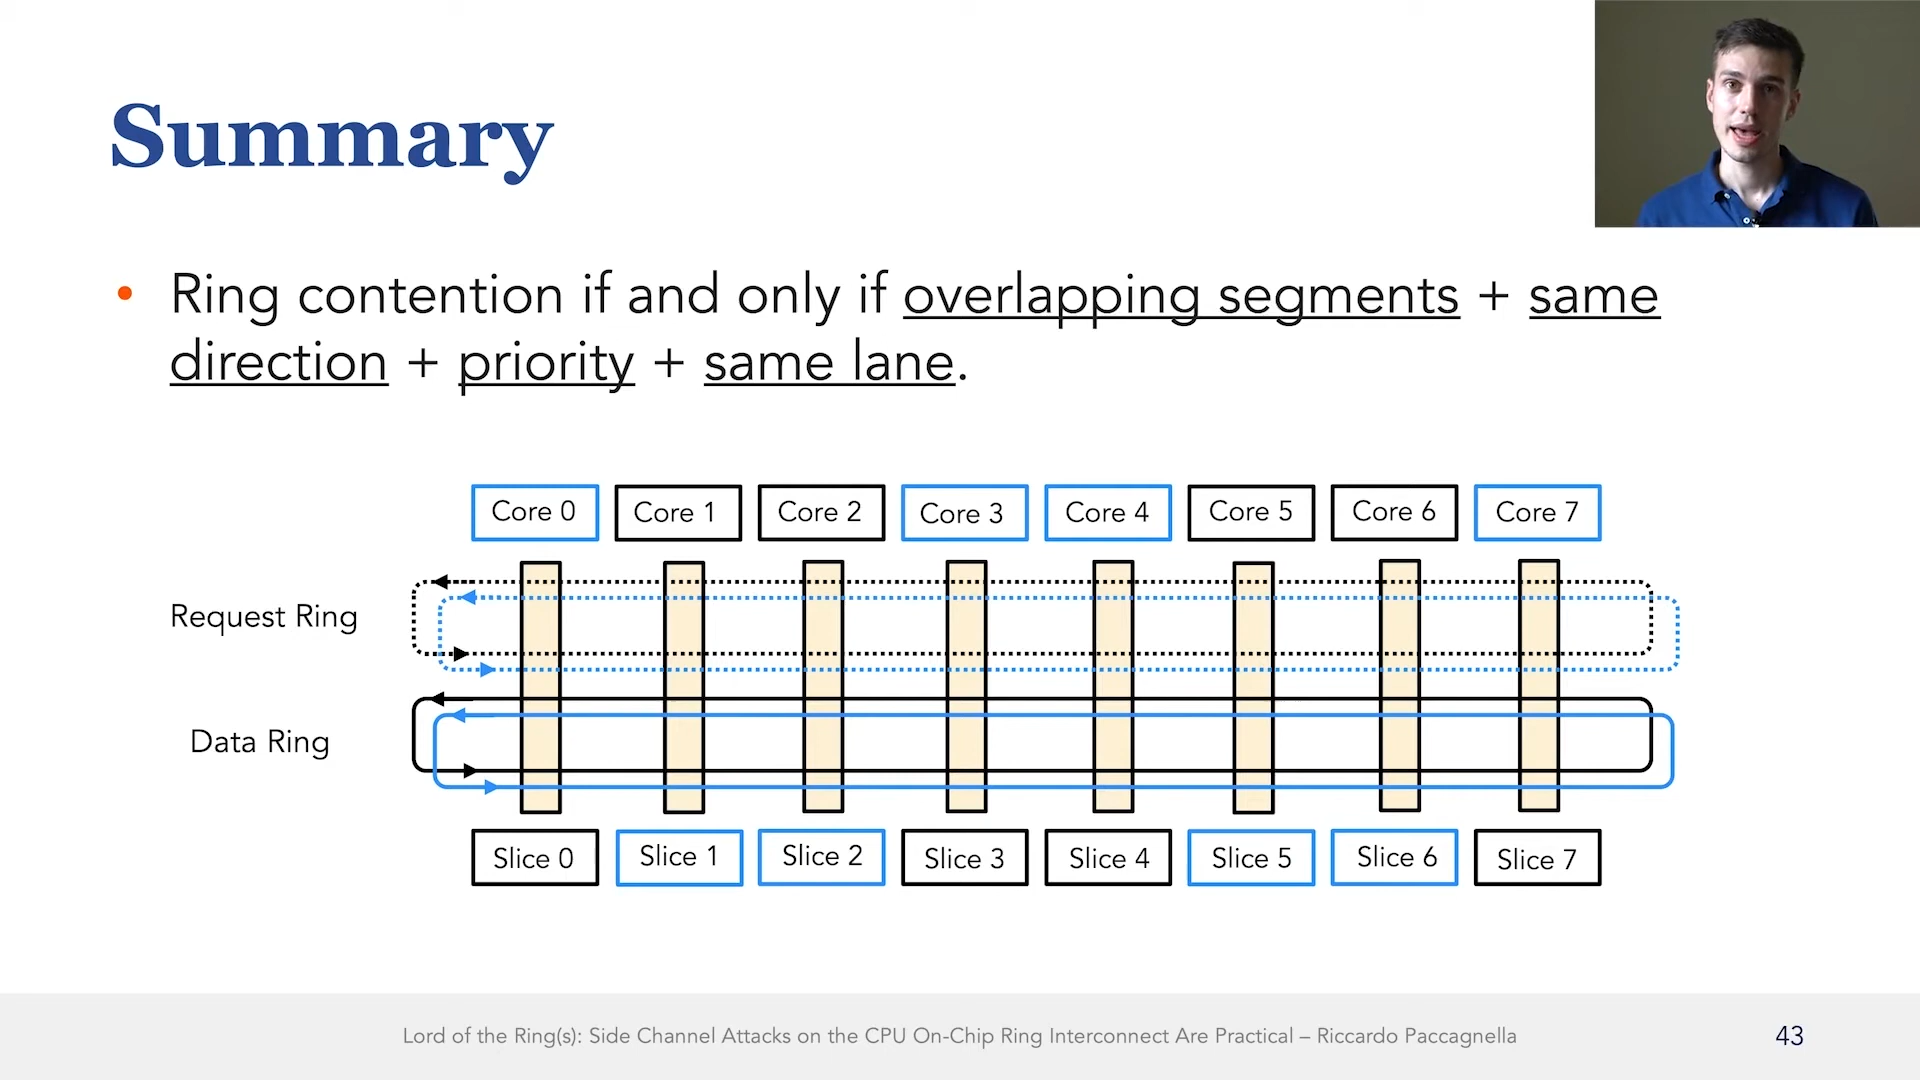 Summary
• Ring contention if and only if overlapping segments + same
direction + priority + same lane.
Core 0 Core 1 Core 2 Core 3 Core 4 Core 5 Core 6 Core 7
Request Ring
Data Ring
Slice 0 Slice 1 Slice 2 Slice 3 Slice 4 Slice 5 Slice 6 Slice 7
Lord of the Ring(s): Side Channel Attacks on the CPU On-Chip Ring Interconnect Are Practical – Riccardo Paccagnella
43